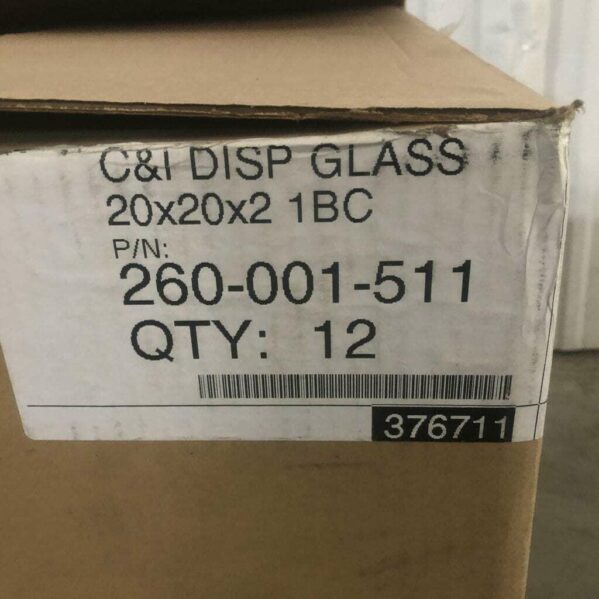 C&I DISP GLASS
20x20x2 1BC
P/N:
260-001-511
QTY: 12
376711